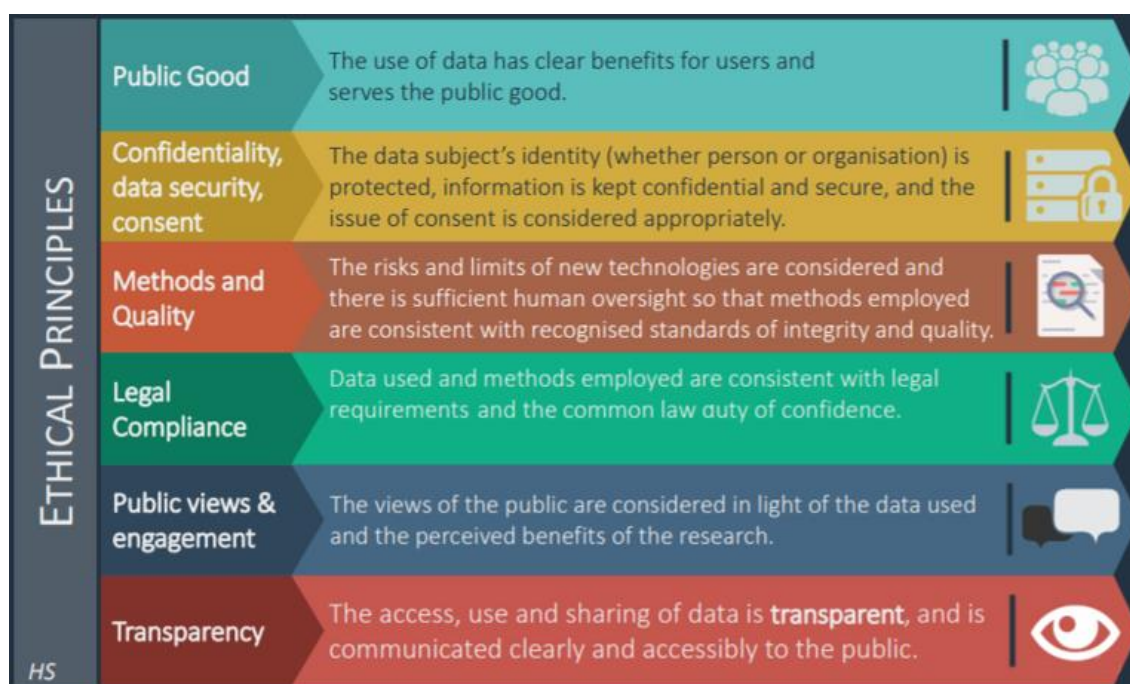 ETHICAL PRINCIPLES
HS
Public Good
The use of data has clear benefits for users and
serves the public good.
Confidentiality,
data security,
consent
The data subject's identity (whether person or organisation) is
protected, information is kept confidential and secure, and the
issue of consent is considered appropriately.
Methods and
Quality
The risks and limits of new technologies are considered and
there is sufficient human oversight so that methods employed
are consistent with recognised standards of integrity and quality.
Legal
Compliance
Data used and methods employed are consistent with legal
requirements and the common law duty of confidence.
Public views &
engagement
The views of the public are considered in light of the data used
and the perceived benefits of the research.
Transparency
The access, use and sharing of data is transparent, and is
communicated clearly and accessibly to the public.